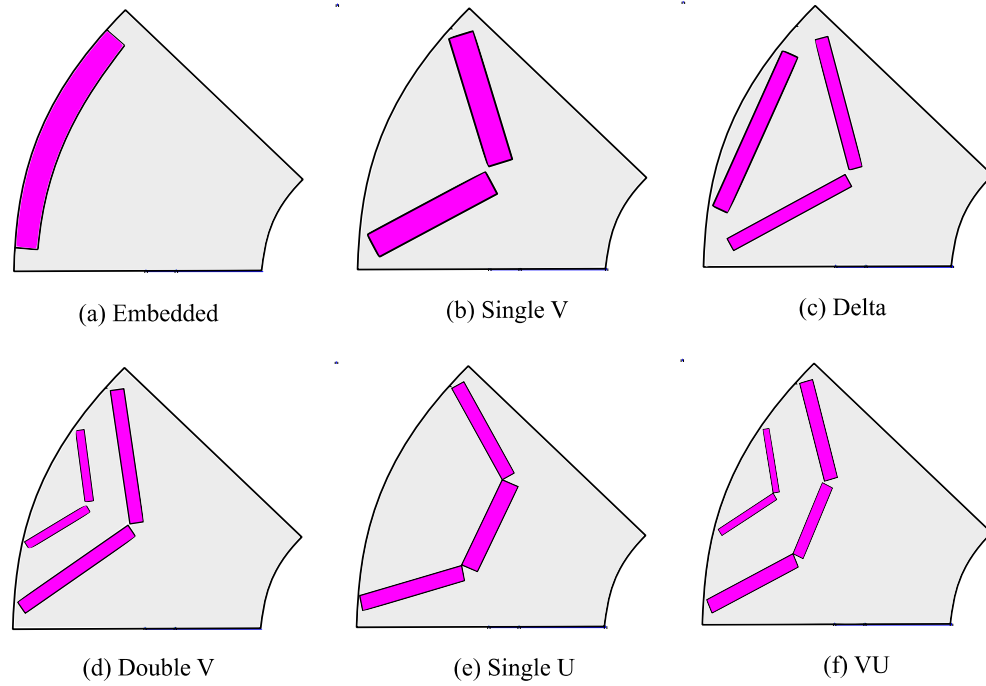 (a) Embedded
(b) Single V
(c) Delta
(d) Double V
(e) Single U
(f) VU